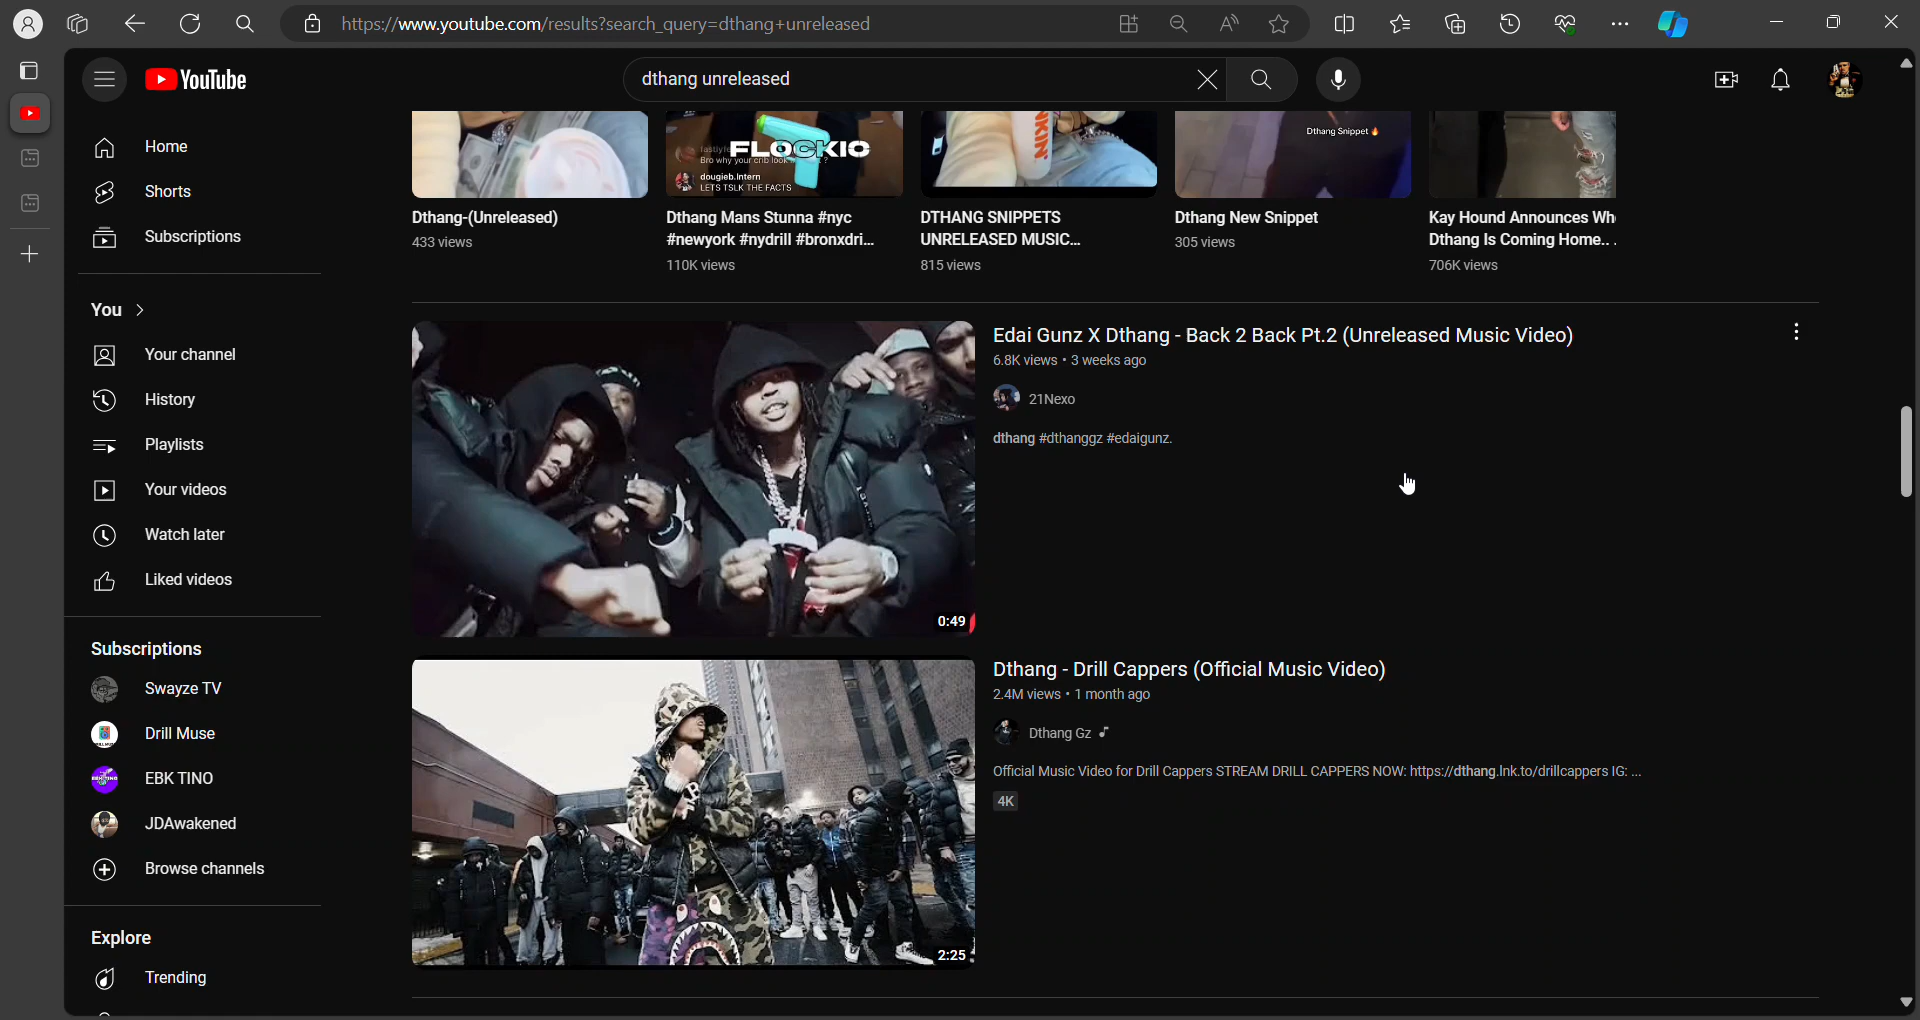 https://www.youtube.com/results?search_query=dthang+unreleased
YouTube
dthang unreleased
Home
Shorts
Subscriptions
You
Your channel
History
Playlists
Your videos
Watch later
Liked videos
Subscriptions
Swayze TV
Drill Muse
EBK TINO
JDAwakened
Browse channels
Explore
Trending
FLOCKIO
Bro why your crib look
dougieb.Intern
LETS TSLK THE FACTS
Dthang Snippet 🔥
Dthang-(Unreleased)
433 views
Dthang Mans Stunna #nyc
#newyork #nydrill #bronxdri...
110K views
DTHANG SNIPPETS
UNRELEASED MUSIC...
815 views
Dthang New Snippet
305 views
Kay Hound Announces Wh
Dthang Is Coming Home.. .
706K views
Edai Gunz X Dthang - Back 2 Back Pt.2 (Unreleased Music Video)
6.8K views • 3 weeks ago
21Nexo
dthang #dthanggz #edaigunz.
0:49
Dthang - Drill Cappers (Official Music Video)
2.4M views • 1 month ago
Dthang Gz
Official Music Video for Drill Cappers STREAM DRILL CAPPERS NOW: https://dthang.lnk.to/drillcappers IG: ...
4K
2:25